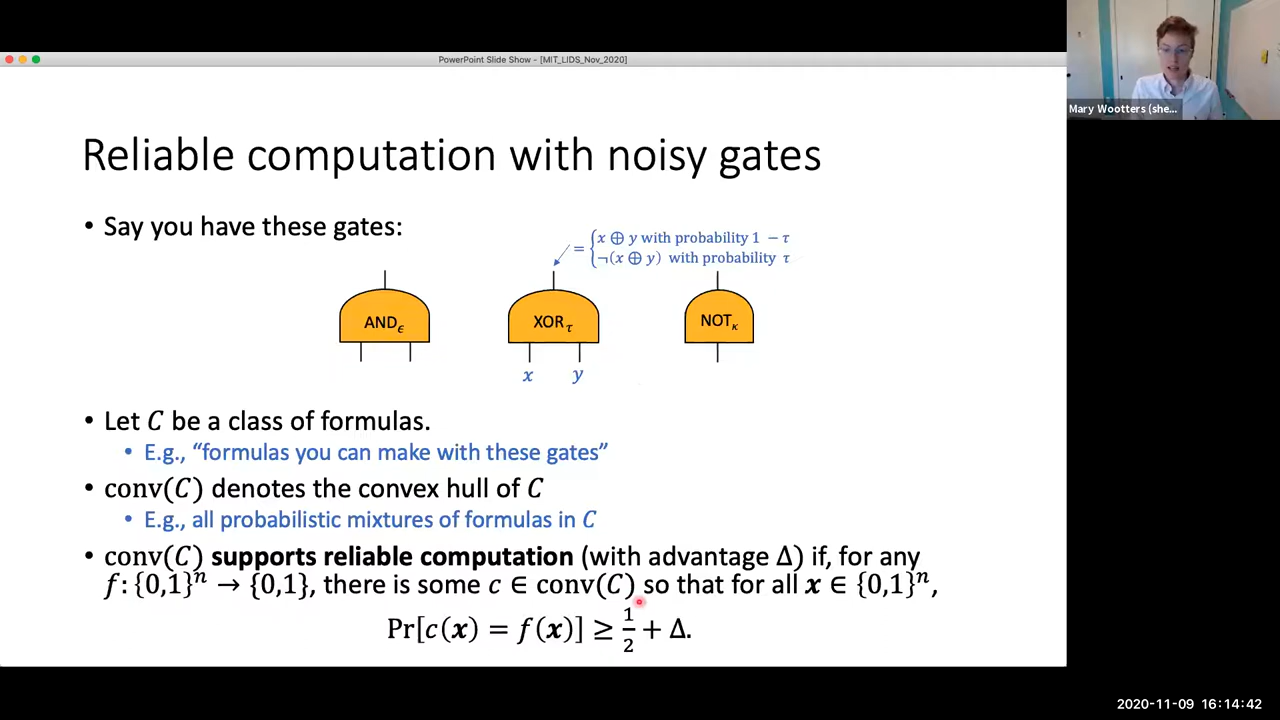 PowerPoint Slide Show - [MIT_LIDS_Nov_2020]
Mary Wootters (she...
Reliable computation with noisy gates
• Say you have these gates:
= { x ⊕ y with probability 1 − τ
¬(x ⊕ y) with probability τ
AND_ϵ
XOR_τ
NOT_κ
x
y
• Let C be a class of formulas.
• E.g., “formulas you can make with these gates”
• conv(C) denotes the convex hull of C
• E.g., all probabilistic mixtures of formulas in C
• conv(C) supports reliable computation (with advantage Δ) if, for any
f: {0,1}ⁿ → {0,1}, there is some c ∈ conv(C) so that for all x ∈ {0,1}ⁿ,
Pr[c(x) = f(x)] ≥ 1/2 + Δ.
2020-11-09 16:14:42